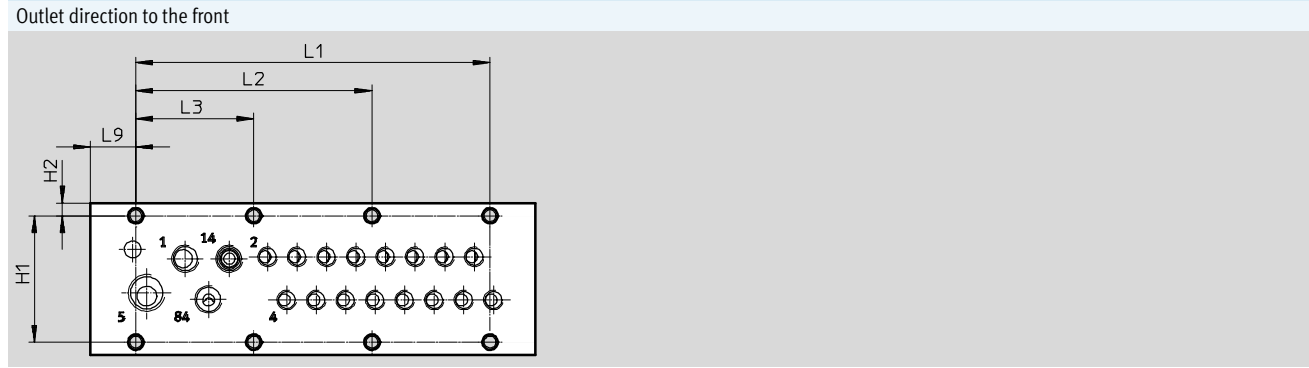 Outlet direction to the front
L1
L2
L3
L9
H2
H1
1 14 2
5 84 4